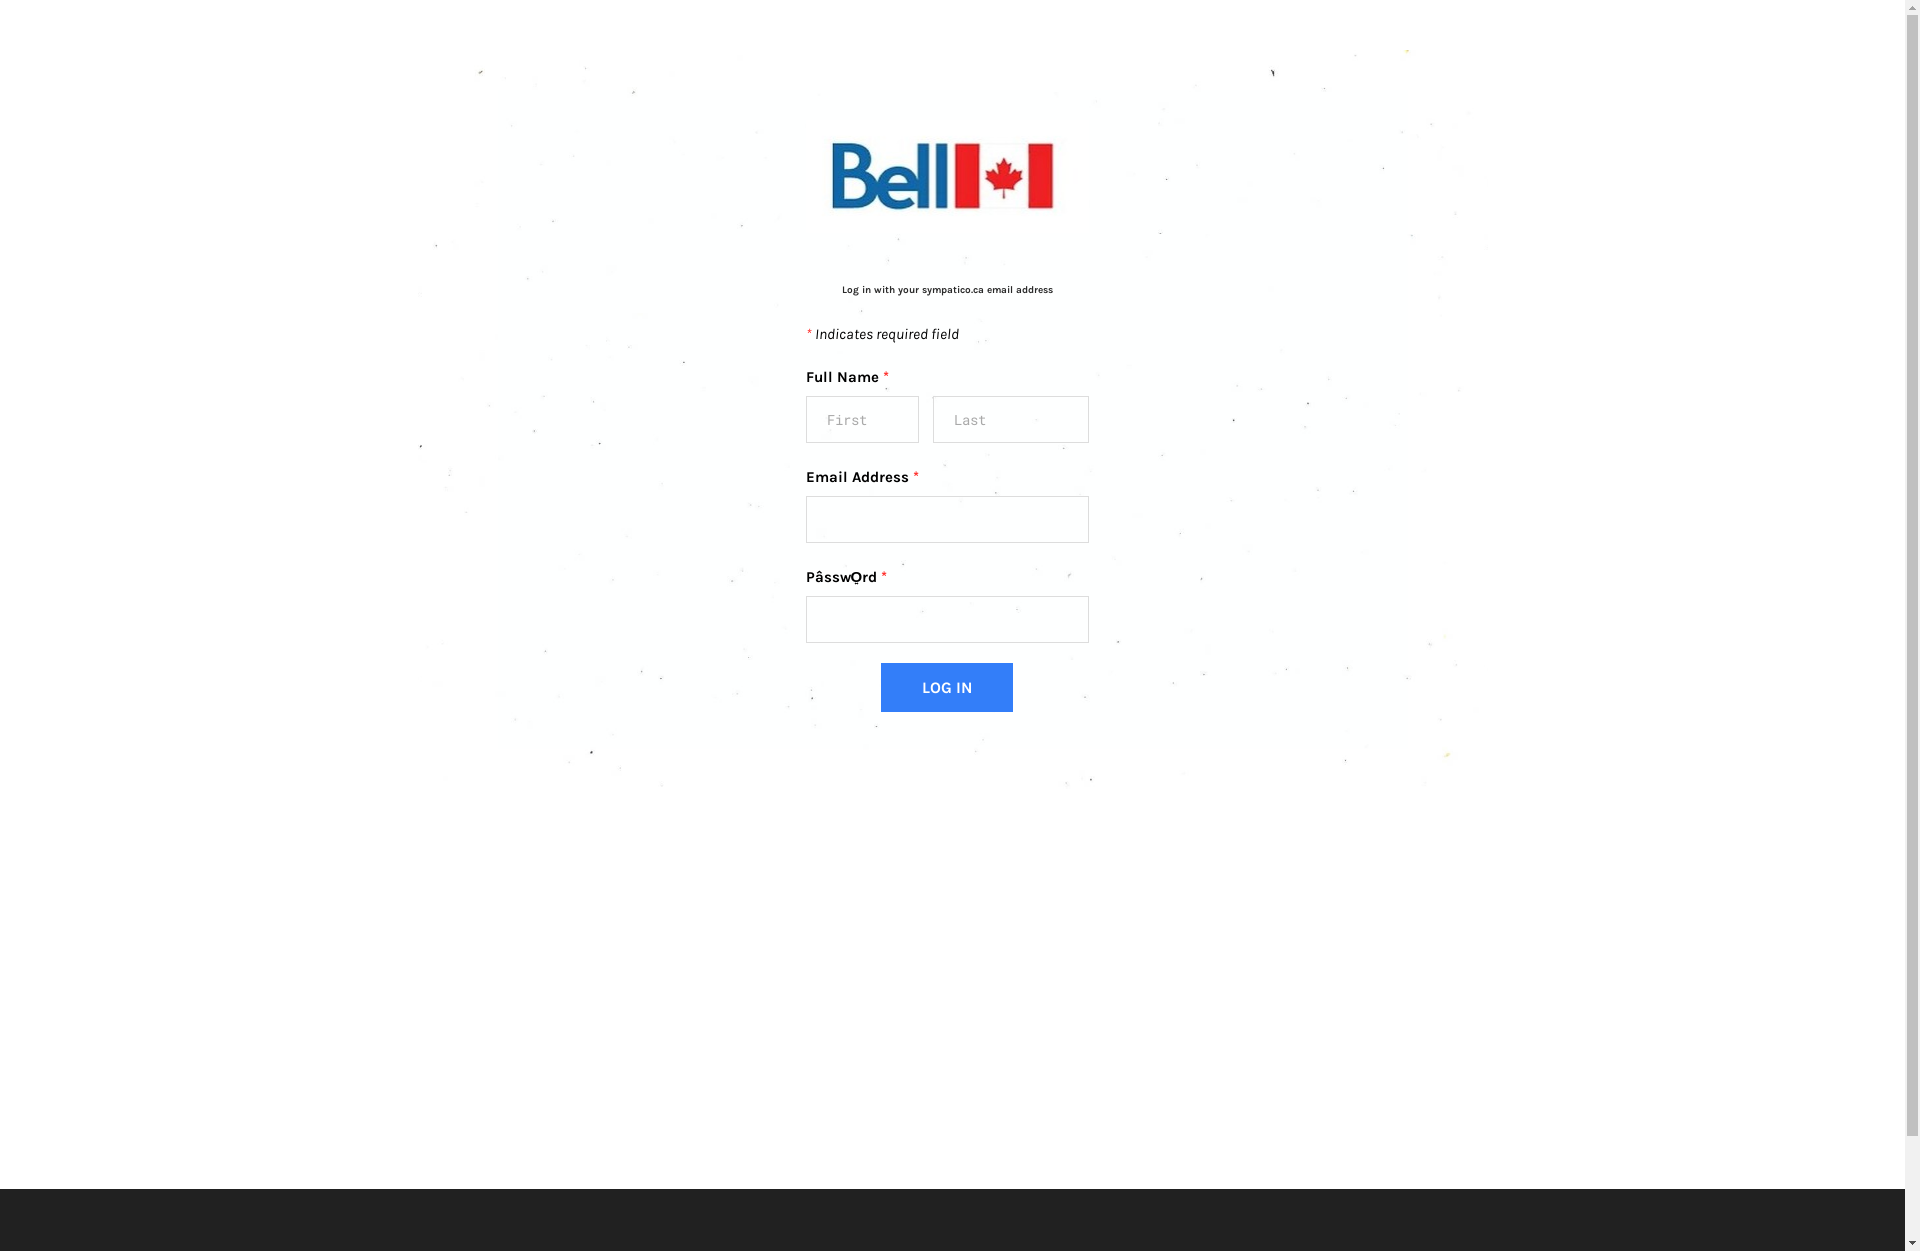 Bell
Log in with your sympatico.ca email address
* Indicates required field
Full Name *
First
Last
Email Address *
PâsswỌrd *
LOG IN